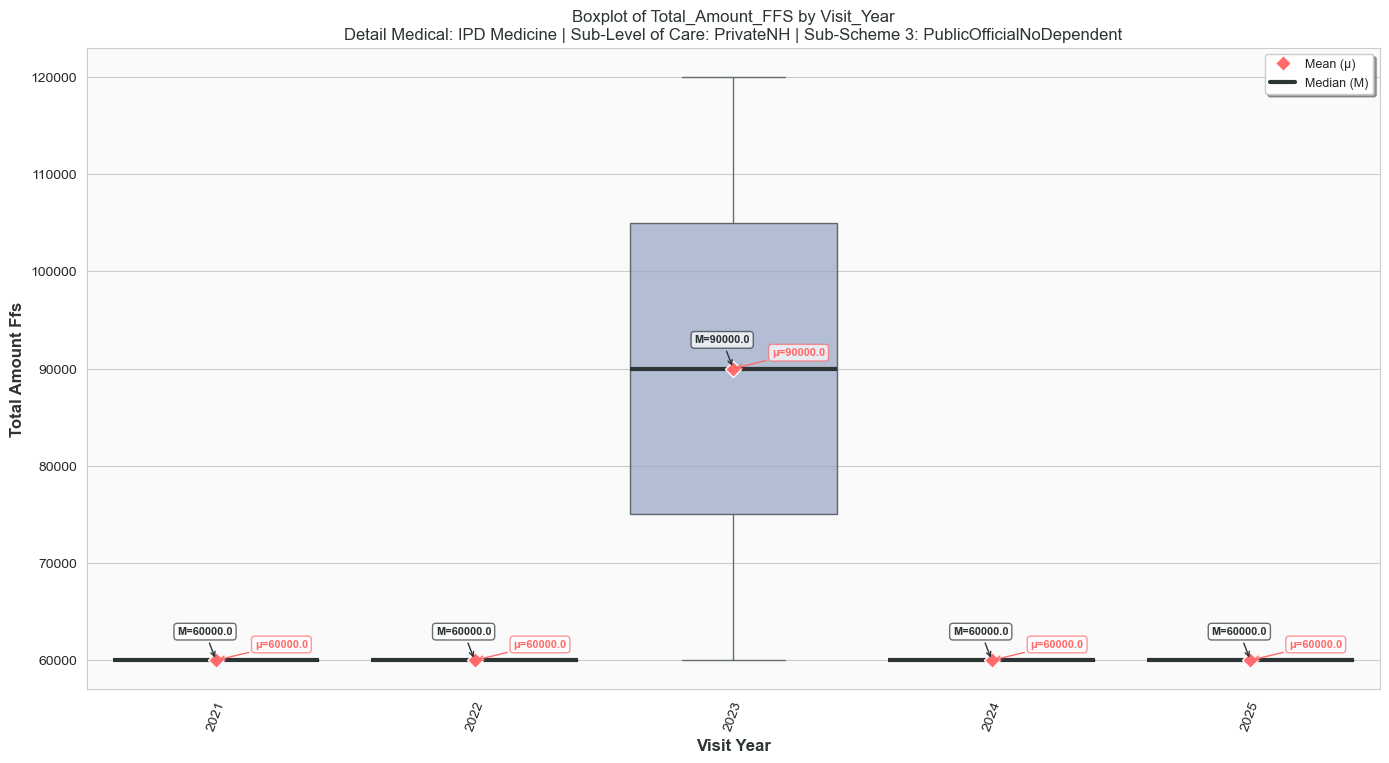 Boxplot of Total_Amount_FFS by Visit_Year
Detail Medical: IPD Medicine | Sub-Level of Care: PrivateNH | Sub-Scheme 3: PublicOfficialNoDependent
Mean (μ)
Median (M)
Total Amount Ffs
120000
110000
100000
90000
80000
70000
60000
M=60000.0
μ=60000.0
M=60000.0
μ=60000.0
M=90000.0
μ=90000.0
M=60000.0
μ=60000.0
M=60000.0
μ=60000.0
2021
2022
2023
2024
2025
Visit Year